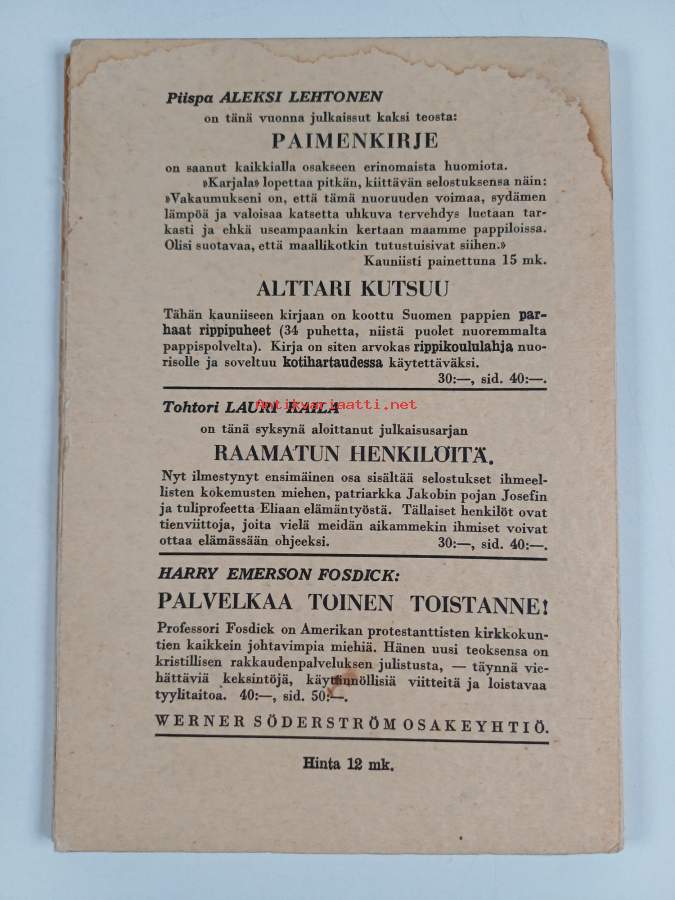 Piispa ALEKSI LEHTONEN
on tänä vuonna julkaissut kaksi teosta:
PAIMENKIRJE
on saanut kaikkialla osakseen erinomaista huomiota.
»Karjala» lopettaa pitkän, kiittävän selostuksensa näin:
»Vakaumukseni on, että tämä nuoruuden voimaa, sydämen
lämpöä ja valoisaa katsetta uhkuva tervehdys luetaan tar-
kasti ja ehkä useampaankin kertaan maamme pappiloissa.
Olisi suotavaa, että maallikotkin tutustuisivat siihen.»
Kauniisti painettuna 15 mk.
ALTTARI KUTSUU
Tähän kauniiseen kirjaan on koottu Suomen pappien par-
haat rippipuheet (34 puhetta, niistä puolet nuoremmalta
pappispolvelta). Kirja on siten arvokas rippikoululahja nuo-
risolle ja soveltuu kotihartaudessa käytettäväksi.
30:—, sid. 40:—.
Antikvariaatti.net
Tohtori LAURI KAILA
on tänä syksynä aloittanut julkaisusarjan
RAAMATUN HENKILÖITÄ.
Nyt ilmestynyt ensimäinen osa sisältää selostukset ihmeel-
listen kokemusten miehen, patriarkka Jakobin pojan Josefin
ja tuliprofeetta Eliaan elämäntyöstä. Tällaiset henkilöt ovat
tienviittoja, joita vielä meidän aikammekin ihmiset voivat
ottaa elämässään ohjeeksi. 30:—, sid. 40:—.
HARRY EMERSON FOSDICK:
PALVELKAA TOINEN TOISTANNE!
Professori Fosdick on Amerikan protestanttisten kirkkokun-
tien kaikkein johtavimpia miehiä. Hänen uusi teoksensa on
kristillisen rakkaudenpalveluksen julistusta, — täynnä vie-
hättäviä keksintöjä, käytännöllisiä viitteitä ja loistavaa
tyylitaitoa. 40:—, sid. 50:—.
WERNER SÖDERSTRÖM OSAKEYHTIÖ.
Hinta 12 mk.